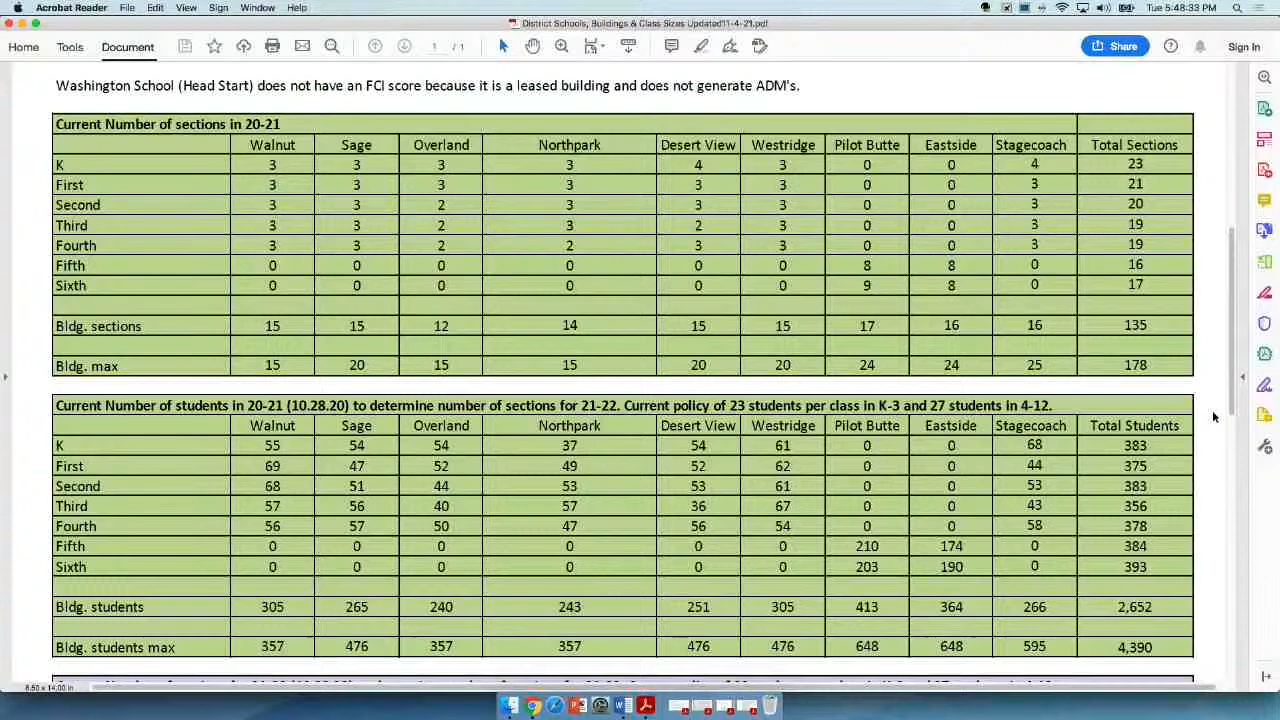 Acrobat Reader File Edit View Sign Window Help Tue 5:48:33 PM
District Schools, Buildings & Class Sizes Updated11-4-21.pdf
Home Tools Document 1 / 1 Share Sign In
Washington School (Head Start) does not have an FCI score because it is a leased building and does not generate ADM's.
Current Number of sections in 20-21
Walnut Sage Overland Northpark Desert View Westridge Pilot Butte Eastside Stagecoach Total Sections
K 3 3 3 3 4 3 0 0 4 23
First 3 3 3 3 3 3 0 0 3 21
Second 3 3 2 3 3 3 0 0 3 20
Third 3 3 2 3 2 3 0 0 3 19
Fourth 3 3 2 2 3 3 0 0 3 19
Fifth 0 0 0 0 0 0 8 8 0 16
Sixth 0 0 0 0 0 0 9 8 0 17
Bldg. sections 15 15 12 14 15 15 17 16 16 135
Bldg. max 15 20 15 15 20 20 24 24 25 178
Current Number of students in 20-21 (10.28.20) to determine number of sections for 21-22. Current policy of 23 students per class in K-3 and 27 students in 4-12.
Walnut Sage Overland Northpark Desert View Westridge Pilot Butte Eastside Stagecoach Total Students
K 55 54 54 37 54 61 0 0 68 383
First 69 47 52 49 52 62 0 0 44 375
Second 68 51 44 53 53 61 0 0 53 383
Third 57 56 40 57 36 67 0 0 43 356
Fourth 56 57 50 47 56 54 0 0 58 378
Fifth 0 0 0 0 0 0 210 174 0 384
Sixth 0 0 0 0 0 0 203 190 0 393
Bldg. students 305 265 240 243 251 305 413 364 266 2,652
Bldg. students max 357 476 357 357 476 476 648 648 595 4,390
8.50 x 14.00 in